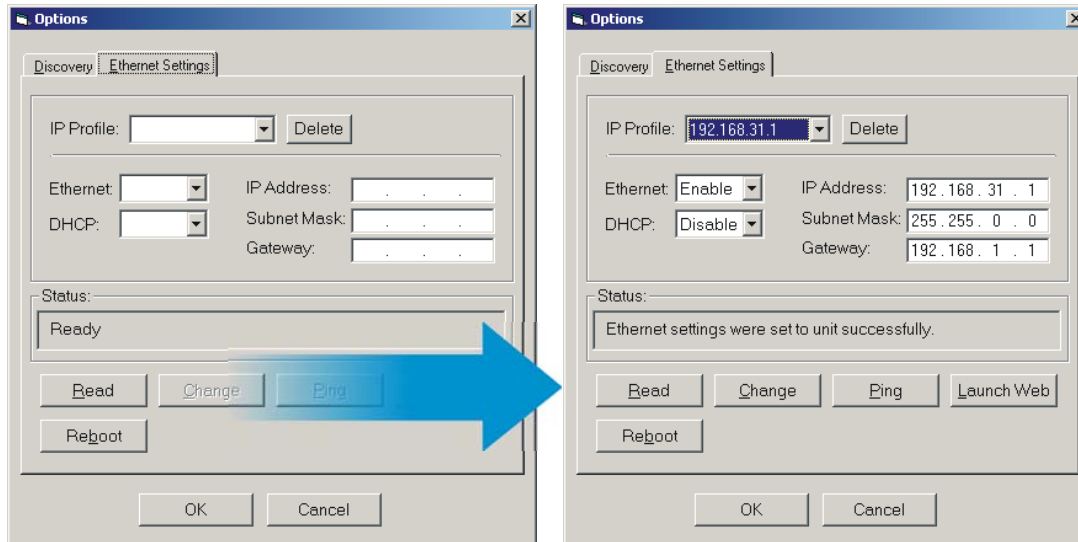 Options
Discovery Ethernet Settings
IP Profile: Delete
Ethernet: IP Address: . . .
DHCP: Subnet Mask: . . .
Gateway: . . .
Status:
Ready
Read Change Ping
Reboot
OK Cancel
Options
Discovery Ethernet Settings
IP Profile: 192.168.31.1 Delete
Ethernet: Enable IP Address: 192.168.31.1
DHCP: Disable Subnet Mask: 255.255.0.0
Gateway: 192.168.1.1
Status:
Ethernet settings were set to unit successfully.
Read Change Ping Launch Web
Reboot
OK Cancel